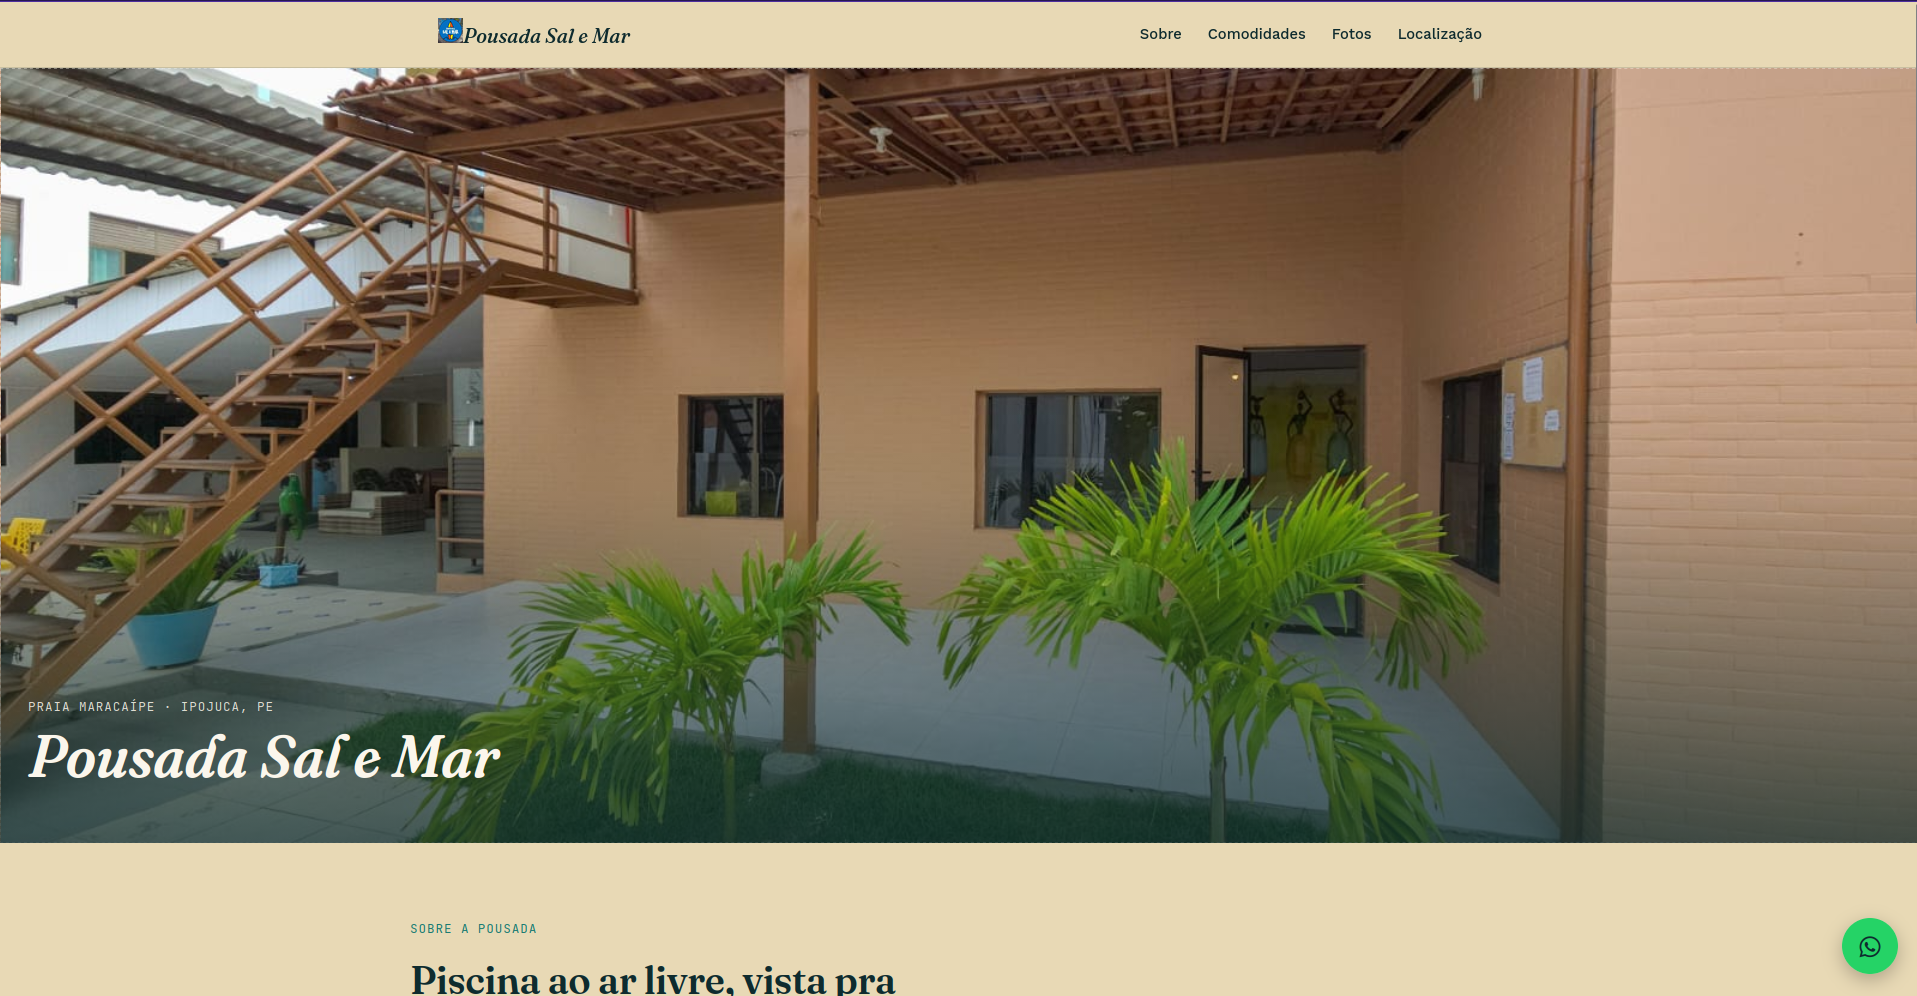 Pousada Sal e Mar
Sobre Comodidades Fotos Localização
PRAIA MARACAÍPE · IPOJUCA, PE
Pousada Sal e Mar
SOBRE A POUSADA
Piscina ao ar livre, vista pra